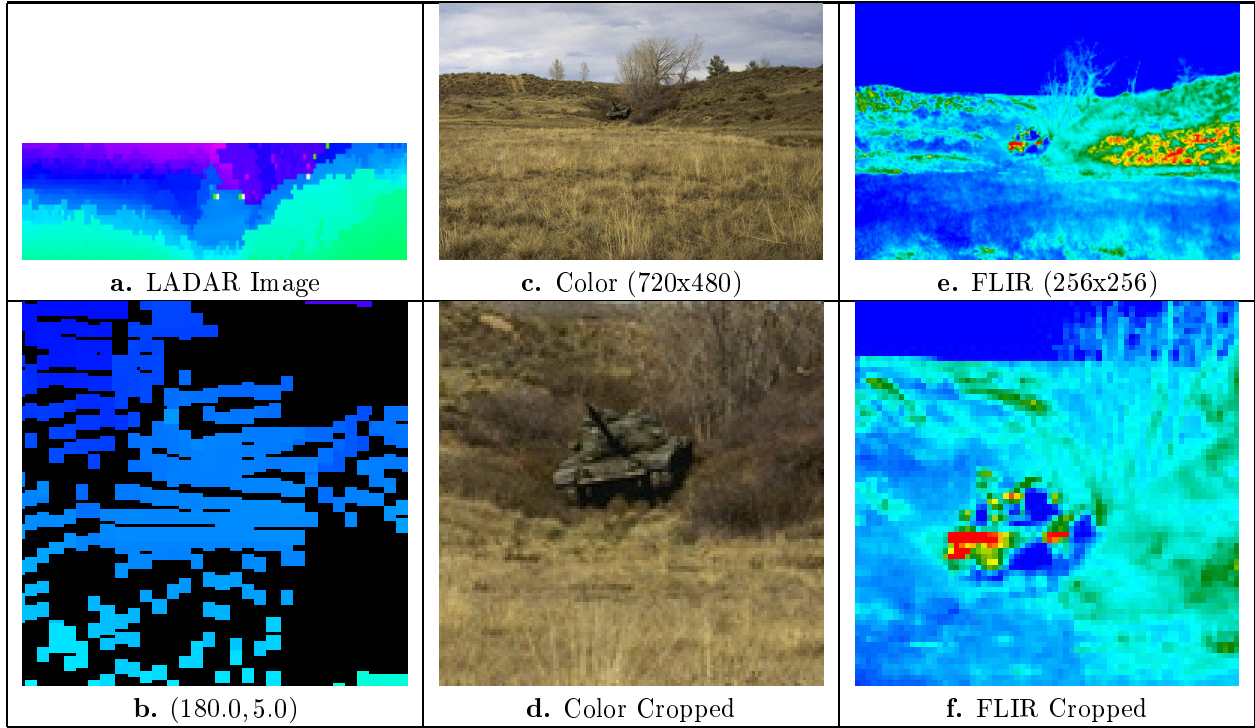 a. LADAR Image
c. Color (720x480)
e. FLIR (256x256)
b. (180.0, 5.0)
d. Color Cropped
f. FLIR Cropped